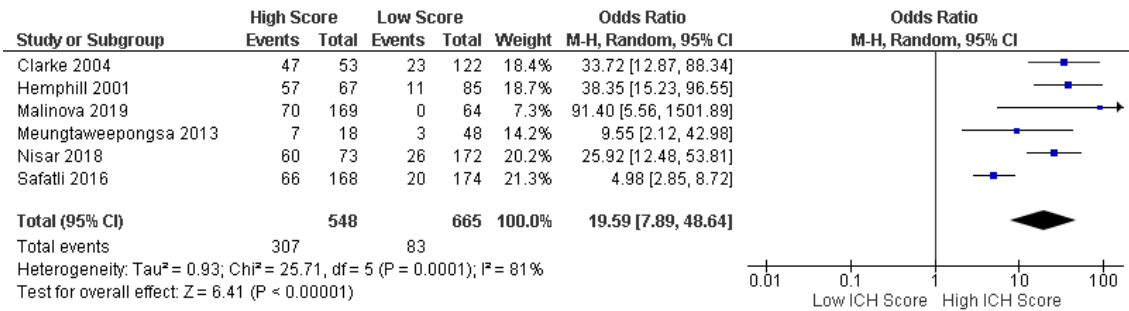 High Score Low Score Odds Ratio Odds Ratio
Study or Subgroup Events Total Events Total Weight M-H, Random, 95% CI M-H, Random, 95% CI
Clarke 2004 47 53 23 122 18.4% 33.72 [12.87, 88.34]
Hemphill 2001 57 67 11 85 18.7% 38.35 [15.23, 96.55]
Malinova 2019 70 169 0 64 7.3% 91.40 [5.56, 1501.89]
Meungtaweepongsa 2013 7 18 3 48 14.2% 9.55 [2.12, 42.98]
Nisar 2018 60 73 26 172 20.2% 25.92 [12.48, 53.81]
Safatli 2016 66 168 20 174 21.3% 4.98 [2.85, 8.72]
Total (95% CI) 548 665 100.0% 19.59 [7.89, 48.64]
Total events 307 83
Heterogeneity: Tau² = 0.93; Chi² = 25.71, df = 5 (P = 0.0001); I² = 81%
Test for overall effect: Z = 6.41 (P < 0.00001)
0.01 0.1 1 10 100
Low ICH Score High ICH Score